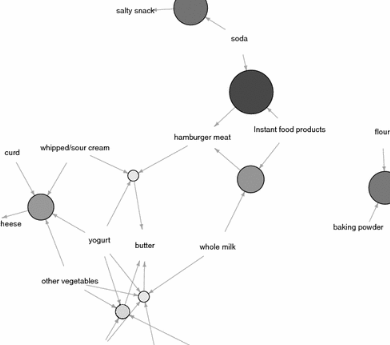 salty snack
soda
Instant food products
hamburger meat
flour
whipped/sour cream
curd
heese
baking powder
yogurt
butter
whole milk
other vegetables